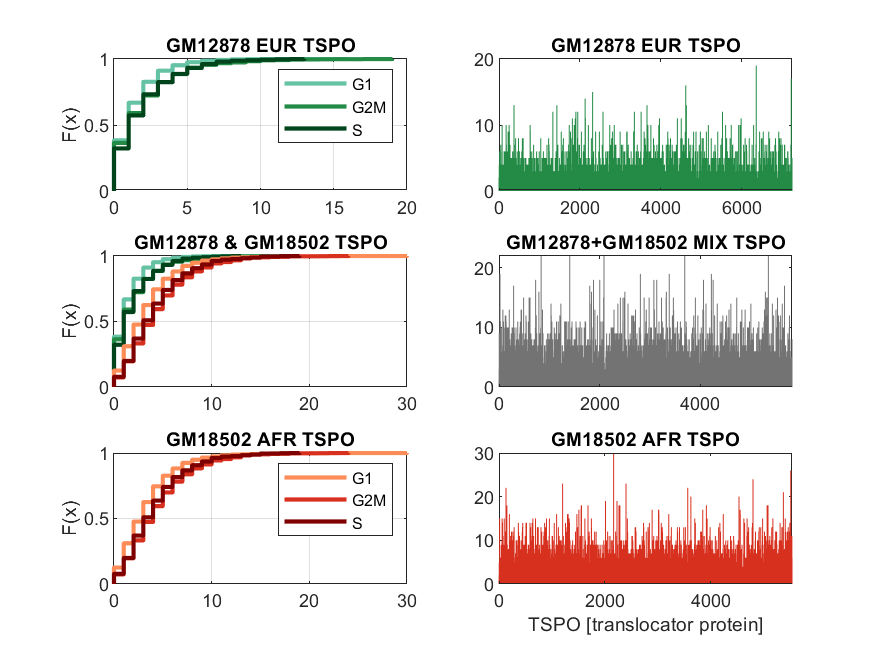 GM12878 EUR TSPO
F(x)
1
0.5
0
0 5 10 15 20
G1
G2M
S
GM12878 EUR TSPO
20
10
0
0 2000 4000 6000
GM12878 & GM18502 TSPO
F(x)
1
0.5
0
0 10 20 30
GM12878+GM18502 MIX TSPO
20
10
0
0 2000 4000
GM18502 AFR TSPO
F(x)
1
0.5
0
0 10 20 30
G1
G2M
S
GM18502 AFR TSPO
30
20
10
0
0 2000 4000
TSPO [translocator protein]